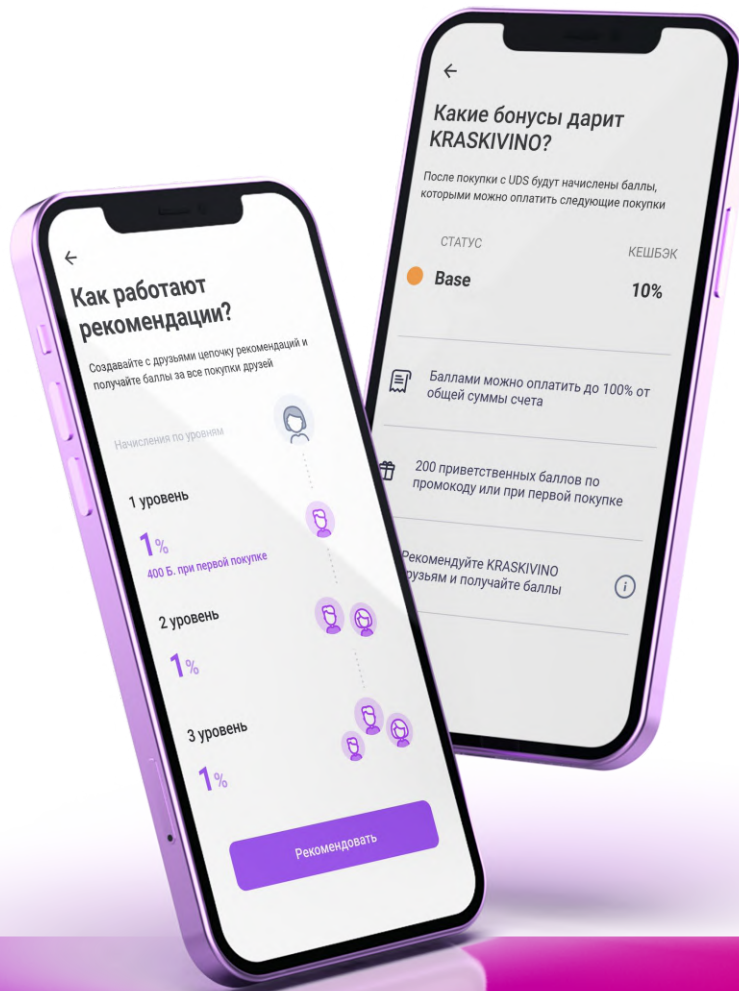 Как работают
рекомендации?
Создавайте с друзьями цепочку рекомендаций и
получайте баллы за все покупки друзей
Начисления по уровням
1 уровень
1%
400 Б. при первой покупке
2 уровень
1%
3 уровень
1%
Рекомендовать
Какие бонусы дарит
KRASKIVINO?
После покупки с UDS будут начислены баллы,
которыми можно оплатить следующие покупки
СТАТУС КЕШБЭК
Base 10%
Баллами можно оплатить до 100% от
общей суммы счета
200 приветственных баллов по
промокоду или при первой покупке
Рекомендуйте KRASKIVINO
рузьям и получайте баллы